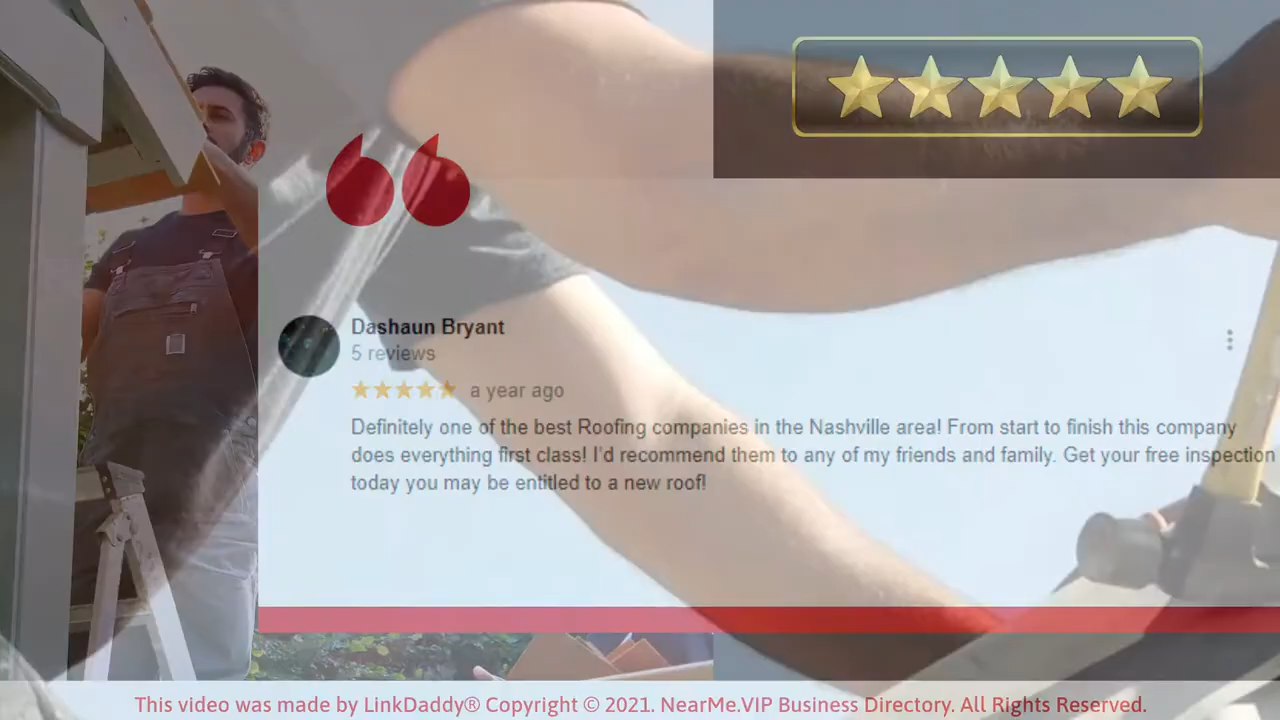 Dashaun Bryant
5 reviews
a year ago
Definitely one of the best Roofing companies in the Nashville area! From start to finish this company
does everything first class! I'd recommend them to any of my friends and family. Get your free inspection
today you may be entitled to a new roof!
This video was made by LinkDaddy® Copyright © 2021. NearMe.VIP Business Directory. All Rights Reserved.